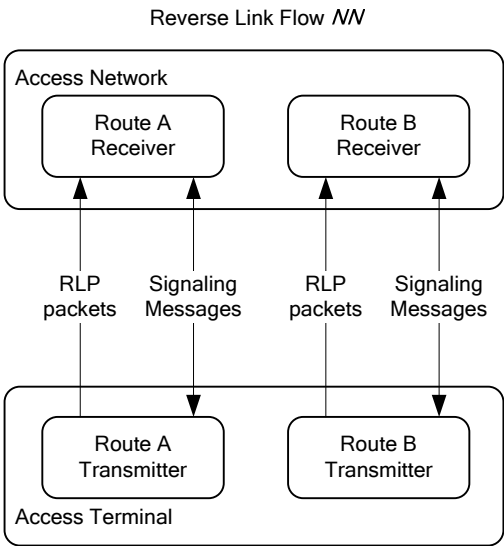 Reverse Link Flow NN
Access Network
Route A
Receiver
Route B
Receiver
RLP
packets
Signaling
Messages
RLP
packets
Signaling
Messages
Route A
Transmitter
Route B
Transmitter
Access Terminal